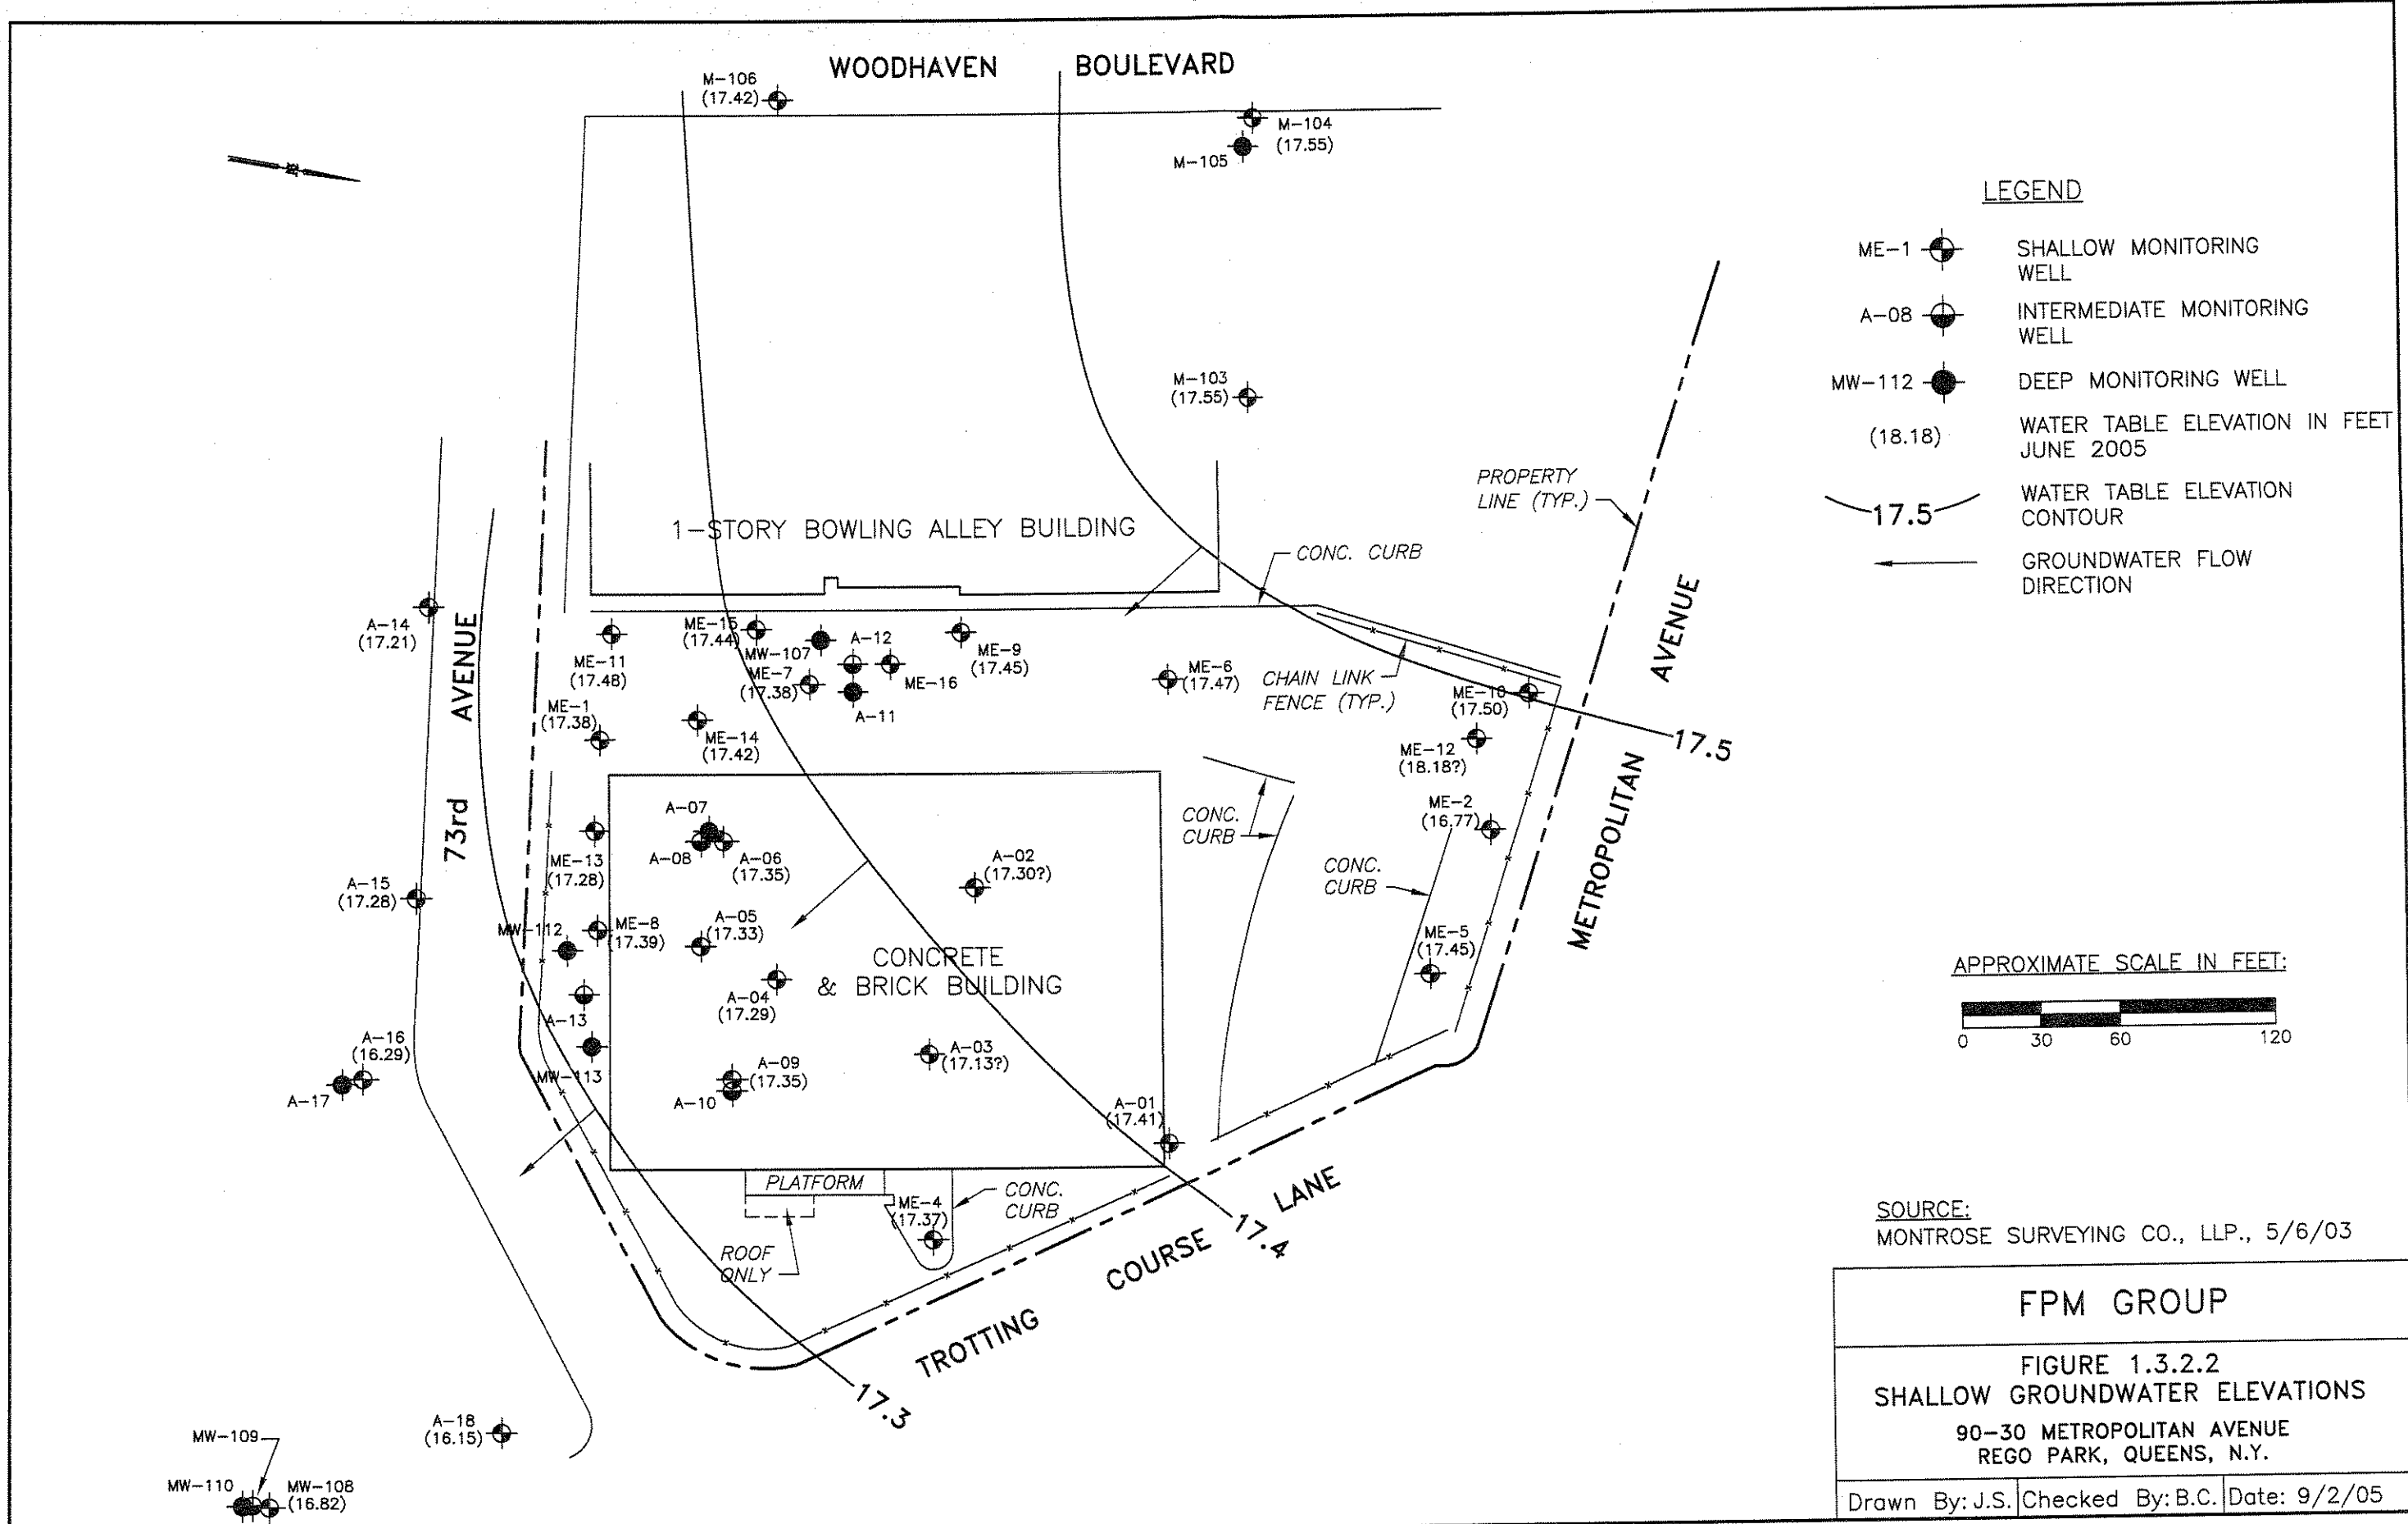 WOODHAVEN BOULEVARD
M-106
(17.42)
M-104
(17.55)
M-105
M-103
(17.55)
LEGEND
ME-1 SHALLOW MONITORING
WELL
A-08 INTERMEDIATE MONITORING
WELL
MW-112 DEEP MONITORING WELL
(18.18) WATER TABLE ELEVATION IN FEET
JUNE 2005
17.5 WATER TABLE ELEVATION
CONTOUR
GROUNDWATER FLOW
DIRECTION
PROPERTY
LINE (TYP.)
1-STORY BOWLING ALLEY BUILDING
CONC. CURB
A-14
(17.21)
73rd AVENUE
ME-11
(17.48)
ME-15
(17.44)
MW-107
A-12
ME-9
(17.45)
ME-7
(17.38)
ME-16
A-11
ME-6
(17.47)
CHAIN LINK
FENCE (TYP.)
ME-10
(17.50)
METROPOLITAN AVENUE
ME-1
(17.38)
ME-14
(17.42)
ME-12
(18.18?)
17.5
A-07
A-08
A-06
(17.35)
ME-13
(17.28)
A-02
(17.30?)
CONC.
CURB
ME-2
(16.77)
CONC.
CURB
A-15
(17.28)
MW-112
ME-8
(17.39)
A-05
(17.33)
CONCRETE
& BRICK BUILDING
A-04
(17.29)
ME-5
(17.45)
A-13
A-16
(16.29)
A-17
MW-113
A-09
(17.35)
A-10
A-03
(17.13?)
A-01
(17.41)
APPROXIMATE SCALE IN FEET:
0 30 60 120
PLATFORM
ME-4
(17.37)
CONC.
CURB
ROOF
ONLY
TROTTING COURSE LANE
17.4
17.3
A-18
(16.15)
MW-109
MW-110
MW-108
(16.82)
SOURCE:
MONTROSE SURVEYING CO., LLP., 5/6/03
FPM GROUP
FIGURE 1.3.2.2
SHALLOW GROUNDWATER ELEVATIONS
90-30 METROPOLITAN AVENUE
REGO PARK, QUEENS, N.Y.
Drawn By: J.S. Checked By: B.C. Date: 9/2/05